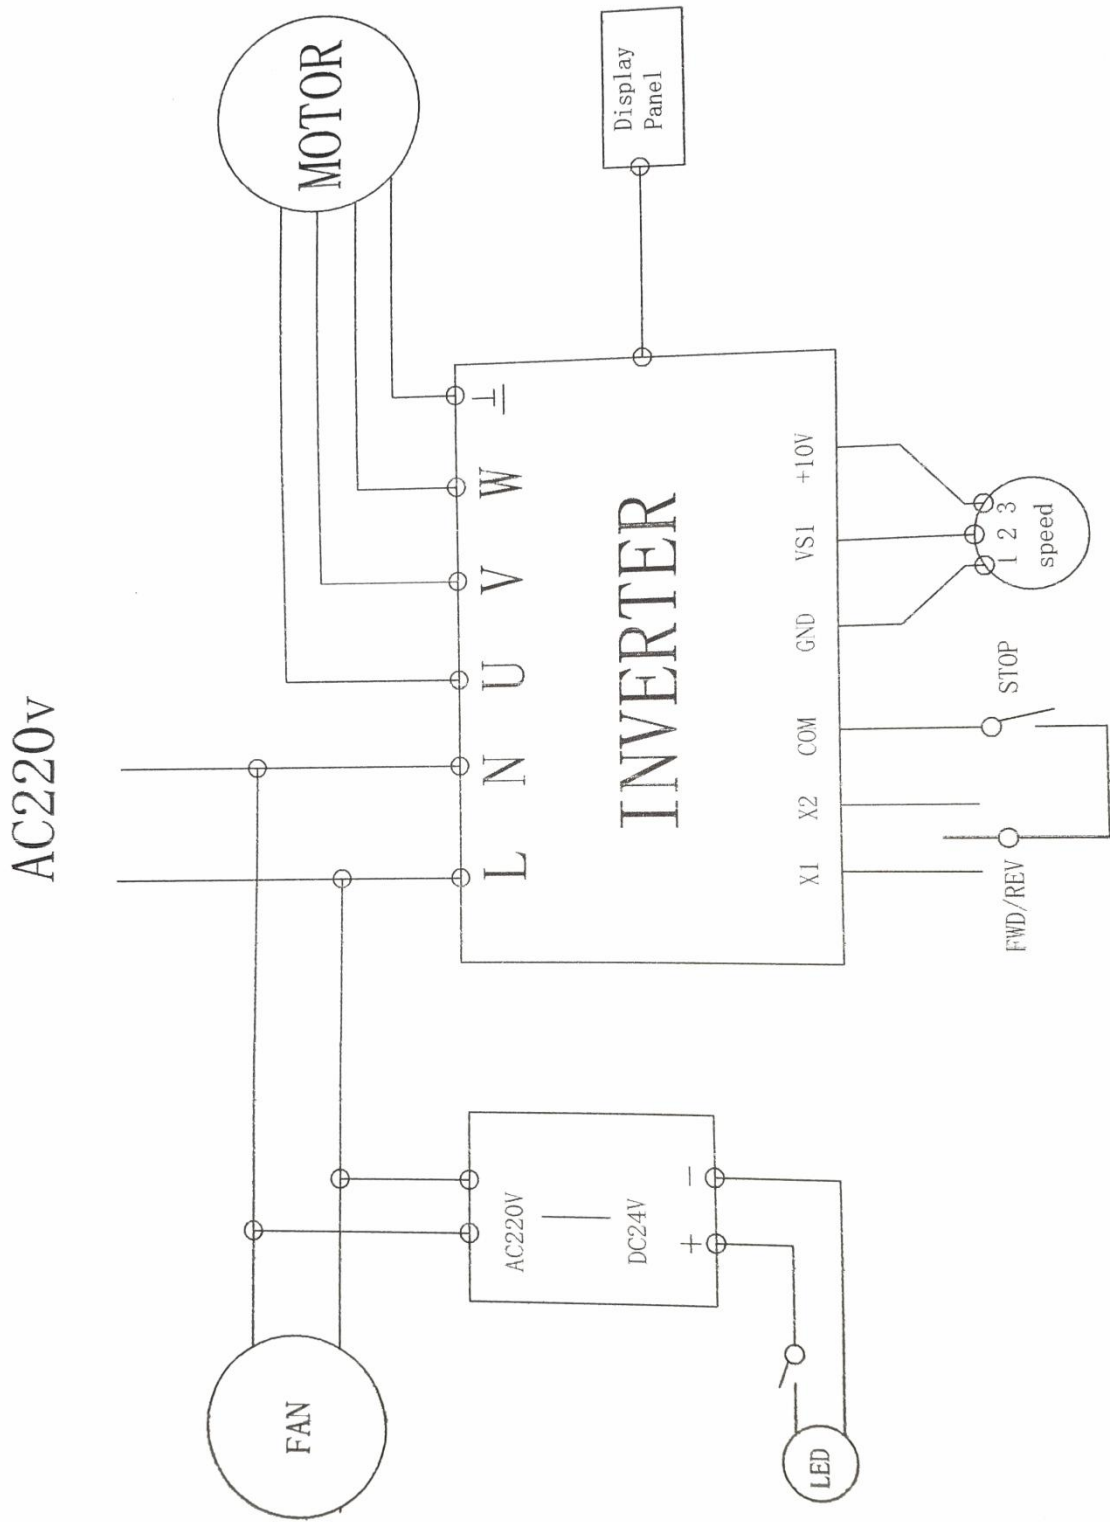 AC220v
MOTOR
FAN
L N U V W
AC220V
DC24V
+ −
INVERTER
Display
Panel
X1 X2 COM GND VS1 +10V
LED
FWD/REV
STOP
1 2 3
speed